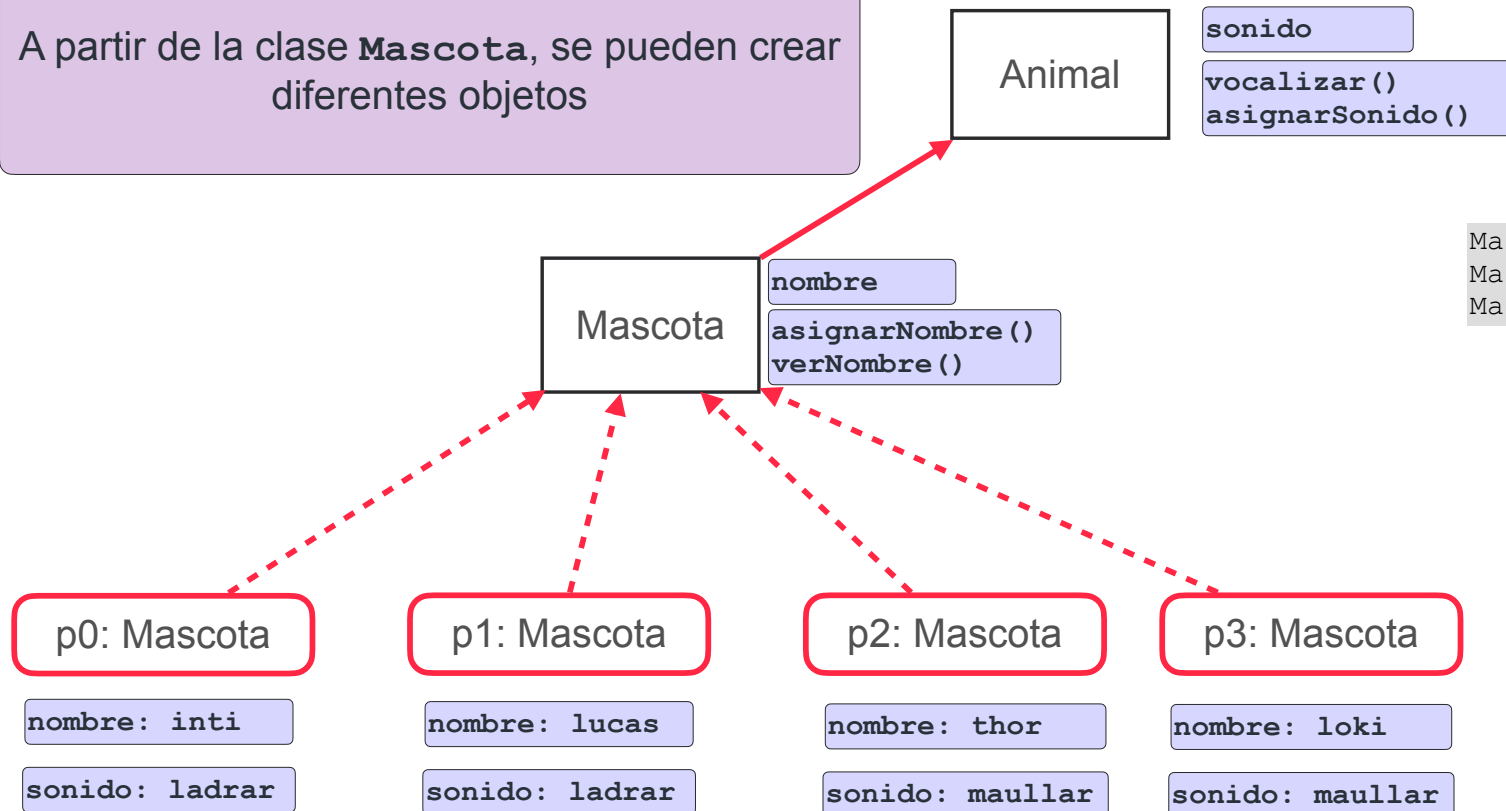 A partir de la clase Mascota, se pueden crear
diferentes objetos
Animal
sonido
vocalizar()
asignarSonido()
Ma
Ma
Ma
Mascota
nombre
asignarNombre()
verNombre()
p0: Mascota
p1: Mascota
p2: Mascota
p3: Mascota
nombre: inti
nombre: lucas
nombre: thor
nombre: loki
sonido: ladrar
sonido: ladrar
sonido: maullar
sonido: maullar